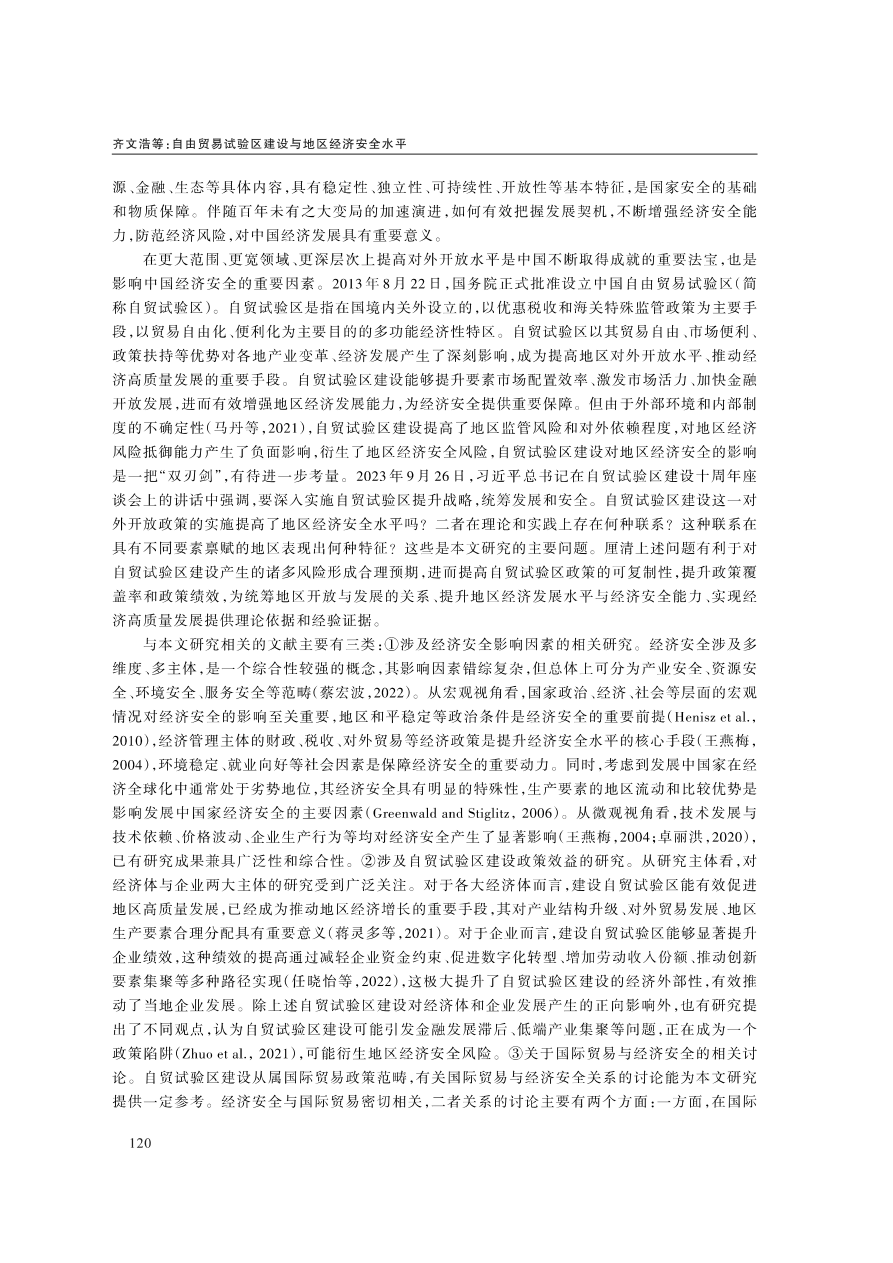 齐文浩等：自由贸易试验区建设与地区经济安全水平
源、金融、生态等具体内容，具有稳定性、独立性、可持续性、开放性等基本特征，是国家安全的基础
和物质保障。伴随百年未有之大变局的加速演进，如何有效把握发展契机，不断增强经济安全能
力，防范经济风险，对中国经济发展具有重要意义。
在更大范围、更宽领域、更深层次上提高对外开放水平是中国不断取得成就的重要法宝，也是
影响中国经济安全的重要因素。2013 年 8 月 22 日，国务院正式批准设立中国自由贸易试验区（简
称自贸试验区）。自贸试验区是指在国境内关外设立的，以优惠税收和海关特殊监管政策为主要手
段，以贸易自由化、便利化为主要目的的多功能经济性特区。自贸试验区以其贸易自由、市场便利、
政策扶持等优势对各地产业变革、经济发展产生了深刻影响，成为提高地区对外开放水平、推动经
济高质量发展的重要手段。自贸试验区建设能够提升要素市场配置效率、激发市场活力、加快金融
开放发展，进而有效增强地区经济发展能力，为经济安全提供重要保障。但由于外部环境和内部制
度的不确定性（马丹等，2021），自贸试验区建设提高了地区监管风险和对外依赖程度，对地区经济
风险抵御能力产生了负面影响，衍生了地区经济安全风险，自贸试验区建设对地区经济安全的影响
是一把“双刃剑”，有待进一步考量。2023 年 9 月 26 日，习近平总书记在自贸试验区建设十周年座
谈会上的讲话中强调，要深入实施自贸试验区提升战略，统筹发展和安全。自贸试验区建设这一对
外开放政策的实施提高了地区经济安全水平吗？二者在理论和实践上存在何种联系？这种联系在
具有不同要素禀赋的地区表现出何种特征？这些是本文研究的主要问题。厘清上述问题有利于对
自贸试验区建设产生的诸多风险形成合理预期，进而提高自贸试验区政策的可复制性，提升政策覆
盖率和政策绩效，为统筹地区开放与发展的关系、提升地区经济发展水平与经济安全能力、实现经
济高质量发展提供理论依据和经验证据。
与本文研究相关的文献主要有三类：①涉及经济安全影响因素的相关研究。经济安全涉及多
维度、多主体，是一个综合性较强的概念，其影响因素错综复杂，但总体上可分为产业安全、资源安
全、环境安全、服务安全等范畴（蔡宏波，2022）。从宏观视角看，国家政治、经济、社会等层面的宏观
情况对经济安全的影响至关重要，地区和平稳定等政治条件是经济安全的重要前提（Henisz et al.，
2010），经济管理主体的财政、税收、对外贸易等经济政策是提升经济安全水平的核心手段（王燕梅，
2004），环境稳定、就业向好等社会因素是保障经济安全的重要动力。同时，考虑到发展中国家在经
济全球化中通常处于劣势地位，其经济安全具有明显的特殊性，生产要素的地区流动和比较优势是
影响发展中国家经济安全的主要因素（Greenwald and Stiglitz，2006）。从微观视角看，技术发展与
技术依赖、价格波动、企业生产行为等均对经济安全产生了显著影响（王燕梅，2004；卓丽洪，2020），
已有研究成果兼具广泛性和综合性。②涉及自贸试验区建设政策效益的研究。从研究主体看，对
经济体与企业两大主体的研究受到广泛关注。对于各大经济体而言，建设自贸试验区能有效促进
地区高质量发展，已经成为推动地区经济增长的重要手段，其对产业结构升级、对外贸易发展、地区
生产要素合理分配具有重要意义（蒋灵多等，2021）。对于企业而言，建设自贸试验区能够显著提升
企业绩效，这种绩效的提高通过减轻企业资金约束、促进数字化转型、增加劳动收入份额、推动创新
要素集聚等多种路径实现（任晓怡等，2022），这极大提升了自贸试验区建设的经济外部性，有效推
动了当地企业发展。除上述自贸试验区建设对经济体和企业发展产生的正向影响外，也有研究提
出了不同观点，认为自贸试验区建设可能引发金融发展滞后、低端产业集聚等问题，正在成为一个
政策陷阱（Zhuo et al.，2021），可能衍生地区经济安全风险。③关于国际贸易与经济安全的相关讨
论。自贸试验区建设从属国际贸易政策范畴，有关国际贸易与经济安全关系的讨论能为本文研究
提供一定参考。经济安全与国际贸易密切相关，二者关系的讨论主要有两个方面：一方面，在国际
120